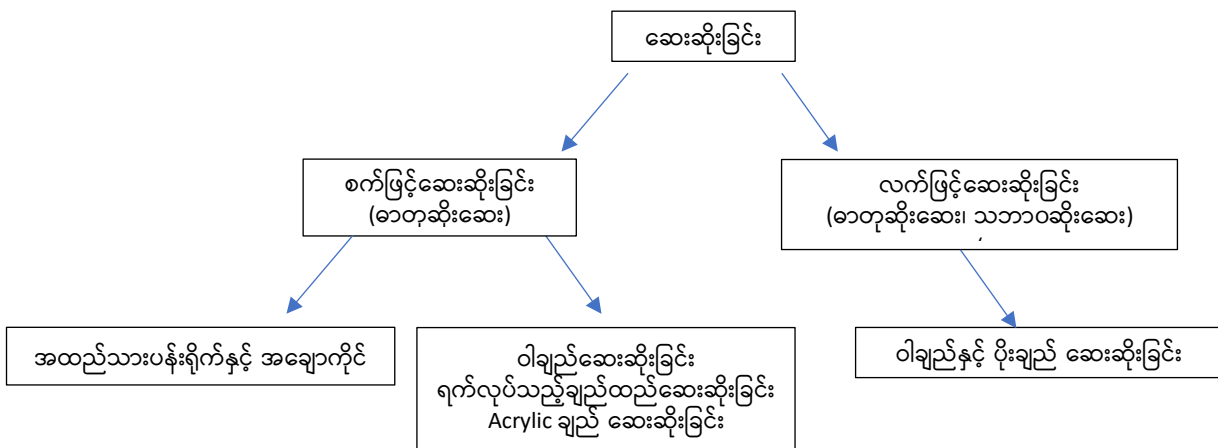 ဆေးဆိုးခြင်း
စက်ဖြင့်ဆေးဆိုးခြင်း
(ဓာတုဆိုးဆေး)
လက်ဖြင့်ဆေးဆိုးခြင်း
(ဓာတုဆိုးဆေး၊ သဘာဝဆိုးဆေး)
အထည်သားပန်းရိုက်နှင့် အချောကိုင်
ဝါချည်ဆေးဆိုးခြင်း
ရက်လုပ်သည့်ချည်ထည်ဆေးဆိုးခြင်း
Acrylic ချည် ဆေးဆိုးခြင်း
ဝါချည်နှင့် ပိုးချည် ဆေးဆိုးခြင်း